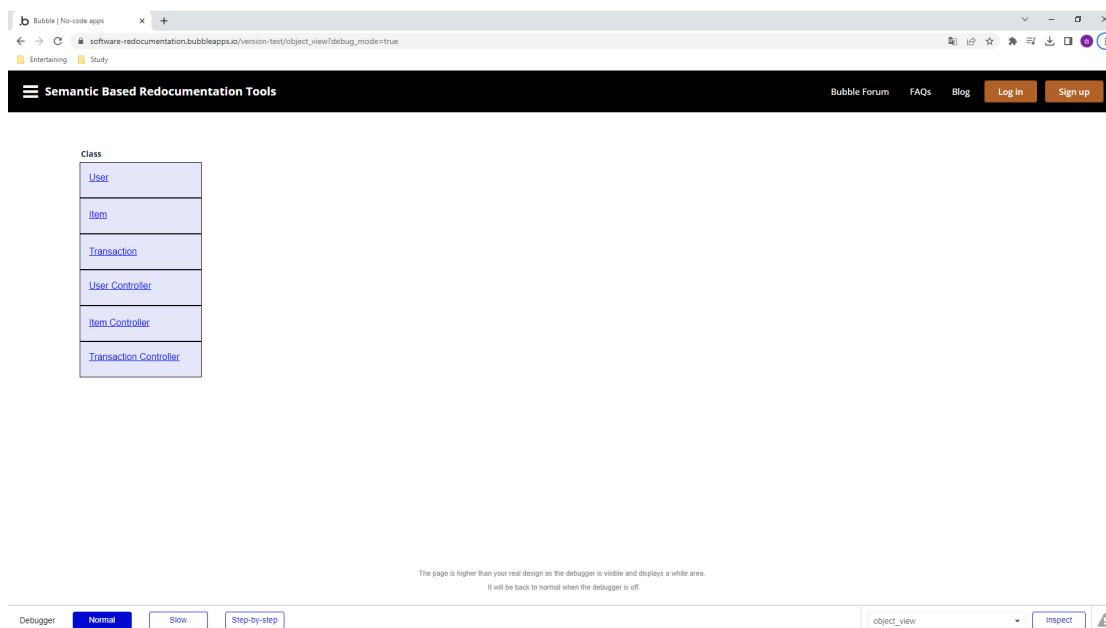 Bubble | No-code apps
software-redocumentation.bubbleapps.io/version-test/object_view?debug_mode=true
Entertaining Study
Semantic Based Redocumentation Tools Bubble Forum FAQs Blog Log in Sign up
Class
User
Item
Transaction
User Controller
Item Controller
Transaction Controller
The page is higher than your real design as the debugger is visible and displays a white area.
It will be back to normal when the debugger is off.
Debugger Normal Slow Step-by-step object_view Inspect